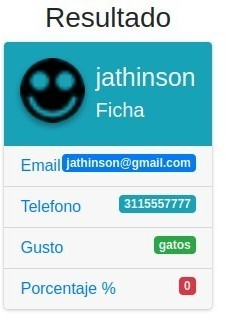 Resultado
jathinson
Ficha
Email jathinson@gmail.com
Telefono 3115557777
Gusto gatos
Porcentaje % 0